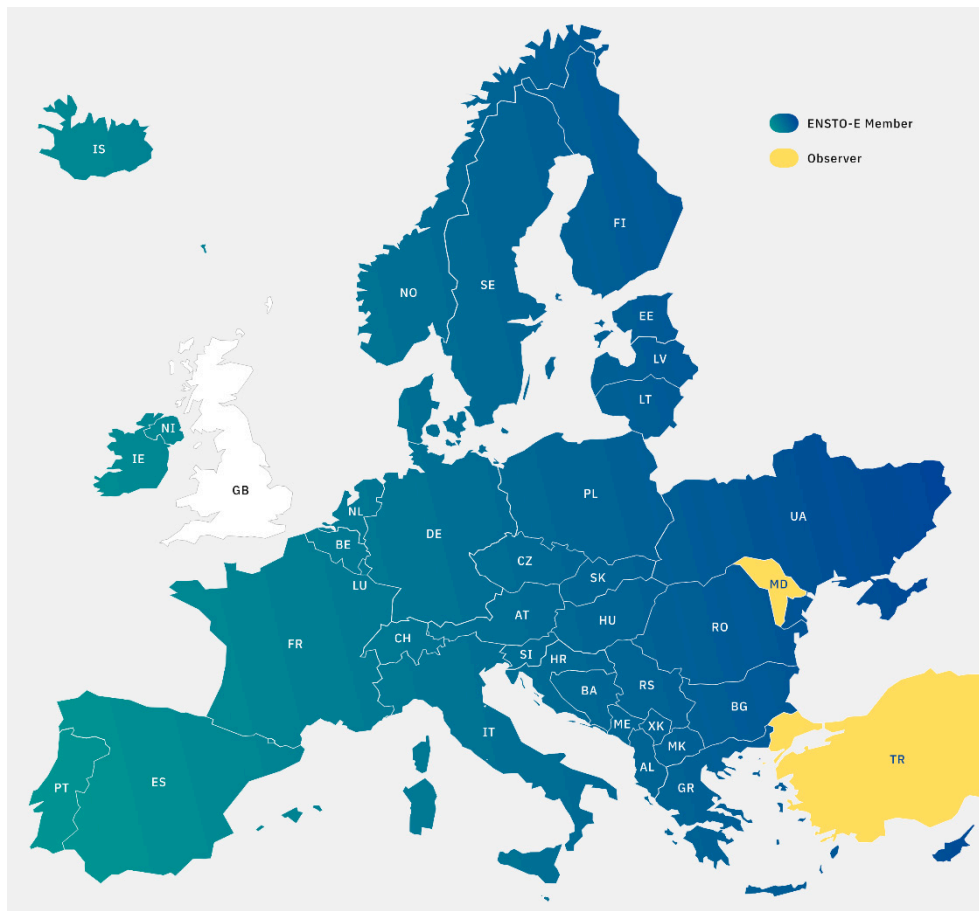 IS
ENSTO-E Member
Observer
FI
NO
SE
EE
LV
LT
NI
IE
GB
NL
PL
BE
DE
UA
LU
CZ
SK
MD
AT
HU
FR
CH
RO
SI
HR
BA
RS
BG
IT
ME
XK
MK
TR
AL
GR
PT
ES